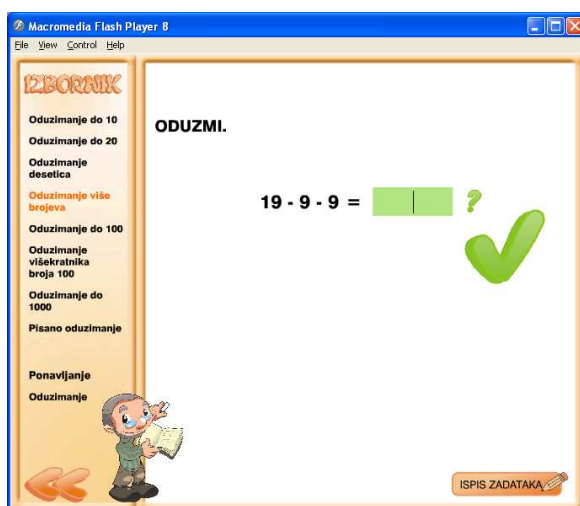 Macromedia Flash Player 8
File View Control Help
IZBORNIK
Oduzimanje do 10
Oduzimanje do 20
Oduzimanje
desetica
Oduzimanje više
brojeva
Oduzimanje do 100
Oduzimanje
višekratnika
broja 100
Oduzimanje do
1000
Pisano oduzimanje
Ponavljanje
Oduzimanje
ODUZMI.
19 - 9 - 9 = ?
ISPIS ZADATAKA